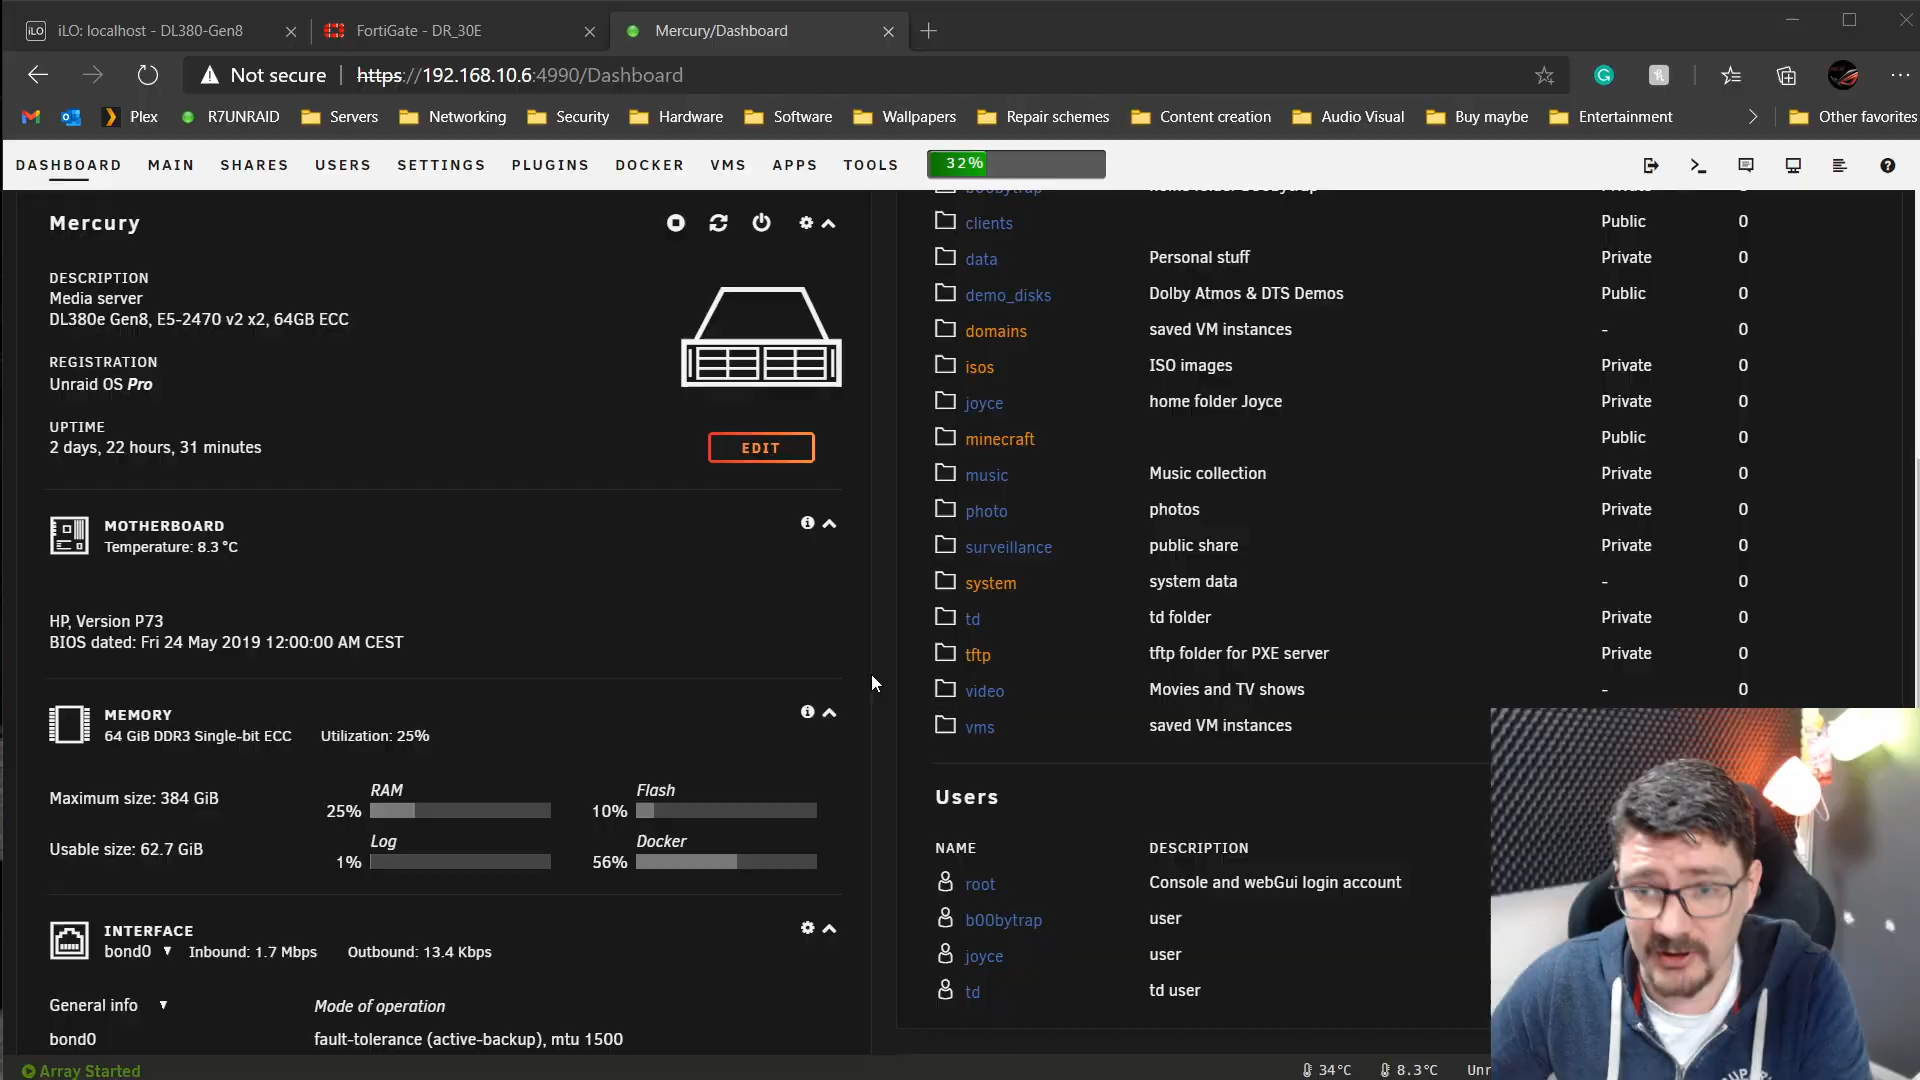 iLO: localhost - DL380-Gen8
FortiGate - DR_30E
Mercury/Dashboard
Not secure https://192.168.10.6:4990/Dashboard
Plex R7UNRAID Servers Networking Security Hardware Software Wallpapers Repair schemes Content creation Audio Visual Buy maybe Entertainment Other favorites
DASHBOARD MAIN SHARES USERS SETTINGS PLUGINS DOCKER VMS APPS TOOLS 32%
Mercury
DESCRIPTION
Media server
DL380e Gen8, E5-2470 v2 x2, 64GB ECC
REGISTRATION
Unraid OS Pro
UPTIME
2 days, 22 hours, 31 minutes
EDIT
MOTHERBOARD
Temperature: 8.3 °C
HP, Version P73
BIOS dated: Fri 24 May 2019 12:00:00 AM CEST
MEMORY
64 GiB DDR3 Single-bit ECC Utilization: 25%
Maximum size: 384 GiB
Usable size: 62.7 GiB
RAM
25%
Flash
10%
Log
1%
Docker
56%
INTERFACE
bond0 Inbound: 1.7 Mbps Outbound: 13.4 Kbps
General info Mode of operation
bond0 fault-tolerance (active-backup), mtu 1500
clients Public 0
data Personal stuff Private 0
demo_disks Dolby Atmos & DTS Demos Public 0
domains saved VM instances - 0
isos ISO images Private 0
joyce home folder Joyce Private 0
minecraft Public 0
music Music collection Private 0
photo photos Private 0
surveillance public share Private 0
system system data - 0
td td folder Private 0
tftp tftp folder for PXE server Private 0
video Movies and TV shows - 0
vms saved VM instances
Users
NAME DESCRIPTION
root Console and webGui login account
b00bytrap user
joyce user
td td user
Array Started 34°C 8.3°C